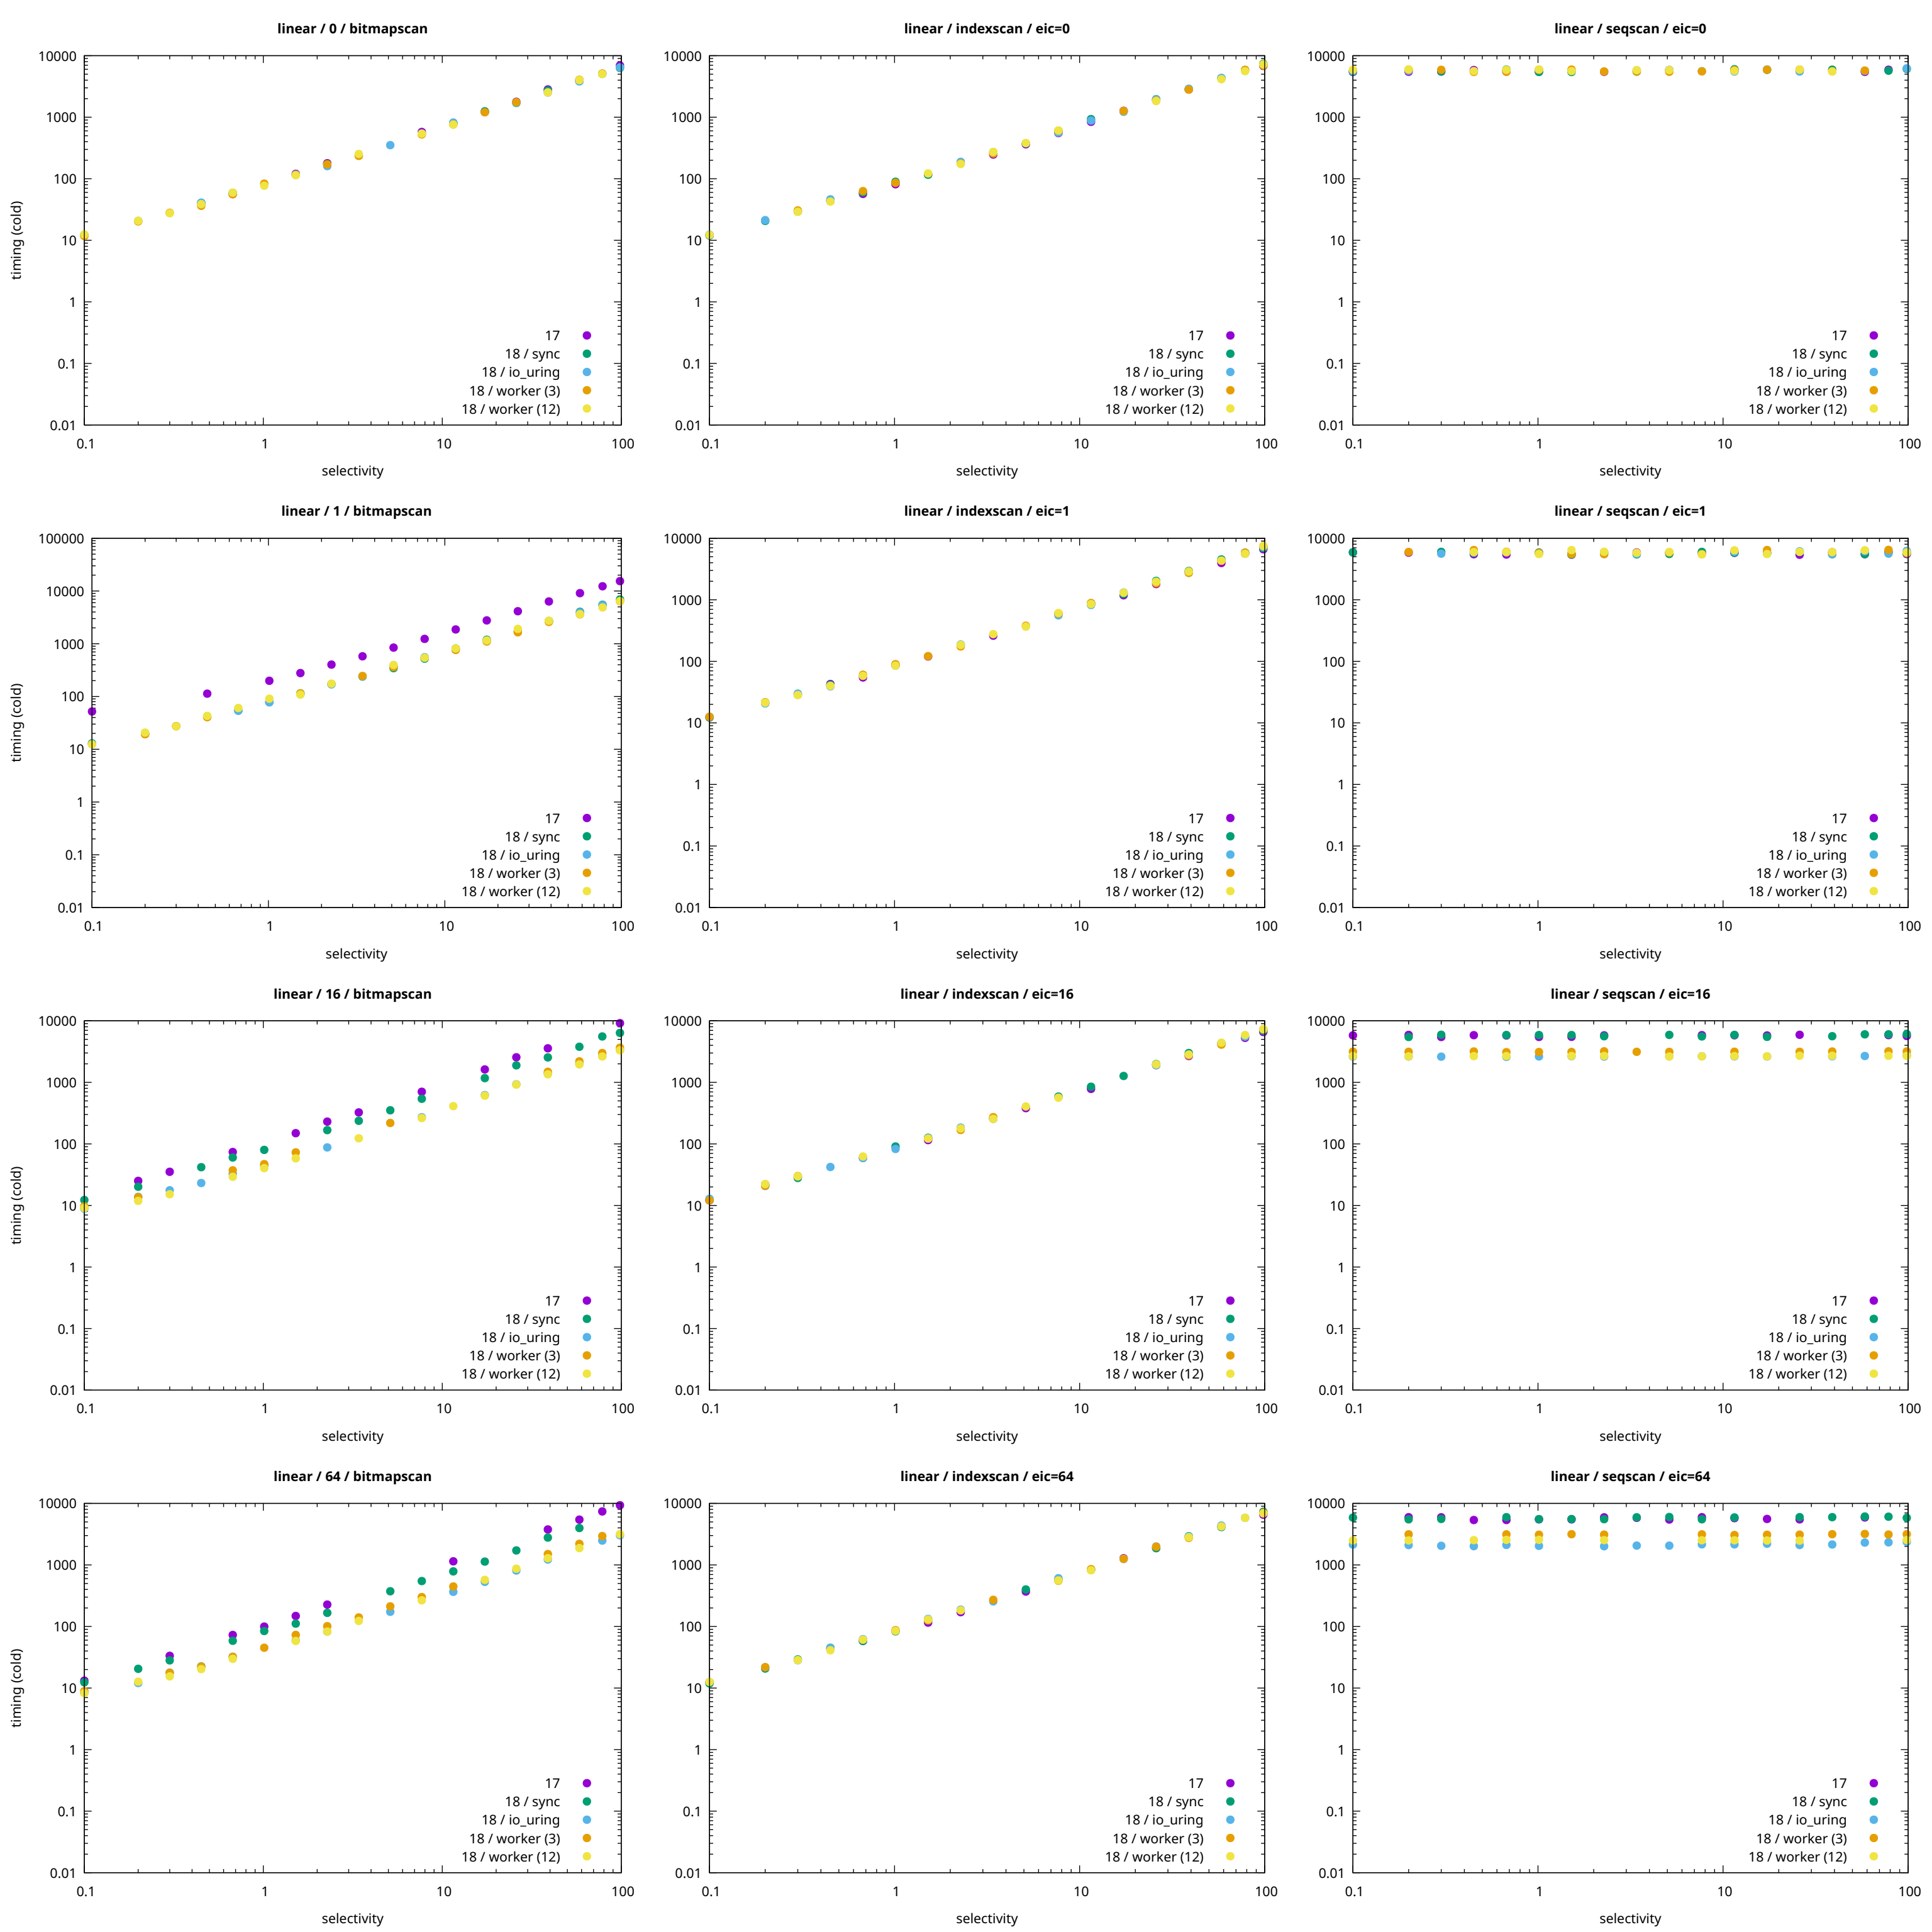 linear / 0 / bitmapscan
timing (cold)
10000
1000
100
10
1
0.1
0.01
17
18 / sync
18 / io_uring
18 / worker (3)
18 / worker (12)
0.1 1 10 100
selectivity
linear / indexscan / eic=0
10000
1000
100
10
1
0.1
0.01
17
18 / sync
18 / io_uring
18 / worker (3)
18 / worker (12)
0.1 1 10 100
selectivity
linear / seqscan / eic=0
10000
1000
100
10
1
0.1
0.01
17
18 / sync
18 / io_uring
18 / worker (3)
18 / worker (12)
0.1 1 10 100
selectivity
linear / 1 / bitmapscan
timing (cold)
100000
10000
1000
100
10
1
0.1
0.01
17
18 / sync
18 / io_uring
18 / worker (3)
18 / worker (12)
0.1 1 10 100
selectivity
linear / indexscan / eic=1
10000
1000
100
10
1
0.1
0.01
17
18 / sync
18 / io_uring
18 / worker (3)
18 / worker (12)
0.1 1 10 100
selectivity
linear / seqscan / eic=1
10000
1000
100
10
1
0.1
0.01
17
18 / sync
18 / io_uring
18 / worker (3)
18 / worker (12)
0.1 1 10 100
selectivity
linear / 16 / bitmapscan
timing (cold)
10000
1000
100
10
1
0.1
0.01
17
18 / sync
18 / io_uring
18 / worker (3)
18 / worker (12)
0.1 1 10 100
selectivity
linear / indexscan / eic=16
10000
1000
100
10
1
0.1
0.01
17
18 / sync
18 / io_uring
18 / worker (3)
18 / worker (12)
0.1 1 10 100
selectivity
linear / seqscan / eic=16
10000
1000
100
10
1
0.1
0.01
17
18 / sync
18 / io_uring
18 / worker (3)
18 / worker (12)
0.1 1 10 100
selectivity
linear / 64 / bitmapscan
timing (cold)
10000
1000
100
10
1
0.1
0.01
17
18 / sync
18 / io_uring
18 / worker (3)
18 / worker (12)
0.1 1 10 100
selectivity
linear / indexscan / eic=64
10000
1000
100
10
1
0.1
0.01
17
18 / sync
18 / io_uring
18 / worker (3)
18 / worker (12)
0.1 1 10 100
selectivity
linear / seqscan / eic=64
10000
1000
100
10
1
0.1
0.01
17
18 / sync
18 / io_uring
18 / worker (3)
18 / worker (12)
0.1 1 10 100
selectivity